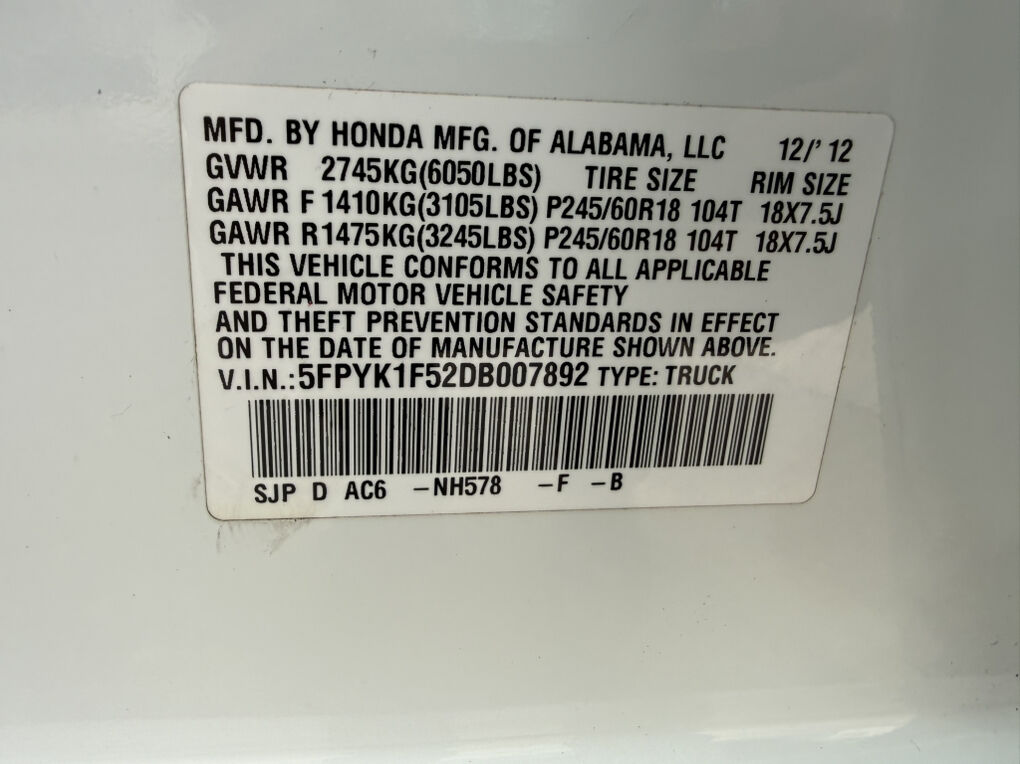 MFD. BY HONDA MFG. OF ALABAMA, LLC 12/'12
GVWR 2745KG(6050LBS) TIRE SIZE RIM SIZE
GAWR F 1410KG(3105LBS) P245/60R18 104T 18X7.5J
GAWR R1475KG(3245LBS) P245/60R18 104T 18X7.5J
THIS VEHICLE CONFORMS TO ALL APPLICABLE
FEDERAL MOTOR VEHICLE SAFETY
AND THEFT PREVENTION STANDARDS IN EFFECT
ON THE DATE OF MANUFACTURE SHOWN ABOVE.
V.I.N.:5FPYK1F52DB007892 TYPE: TRUCK
SJP D AC6 -NH578 -F -B